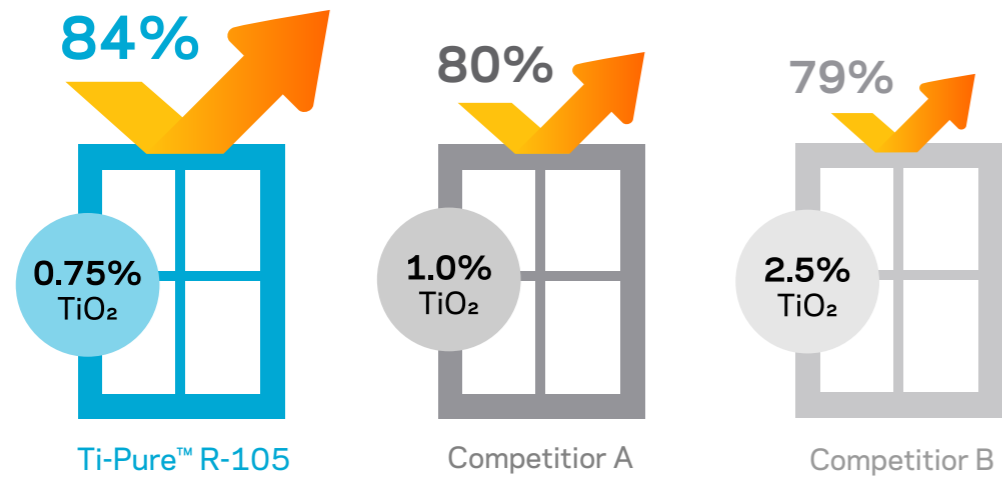 84%
80%
79%
0.75%
TiO₂
1.0%
TiO₂
2.5%
TiO₂
Ti-Pure™ R-105
Competitior A
Competitior B